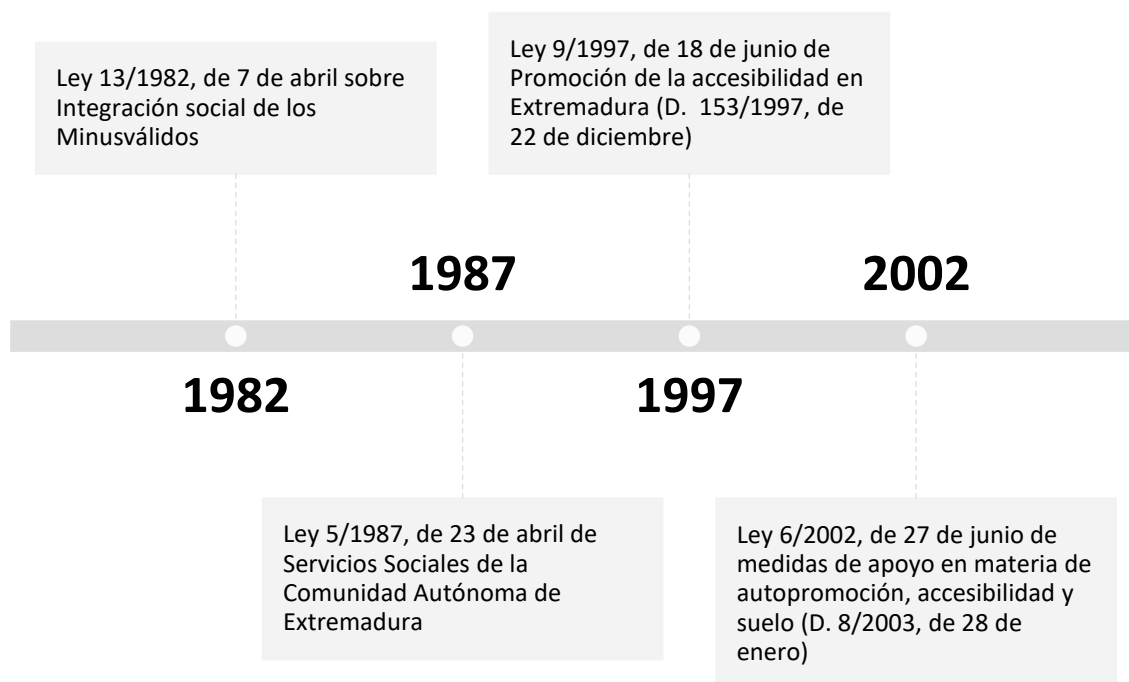 Ley 13/1982, de 7 de abril sobre
Integración social de los
Minusválidos
Ley 9/1997, de 18 de junio de
Promoción de la accesibilidad en
Extremadura (D. 153/1997, de
22 de diciembre)
1987
2002
1982
1997
Ley 5/1987, de 23 de abril de
Servicios Sociales de la
Comunidad Autónoma de
Extremadura
Ley 6/2002, de 27 de junio de
medidas de apoyo en materia de
autopromoción, accesibilidad y
suelo (D. 8/2003, de 28 de
enero)